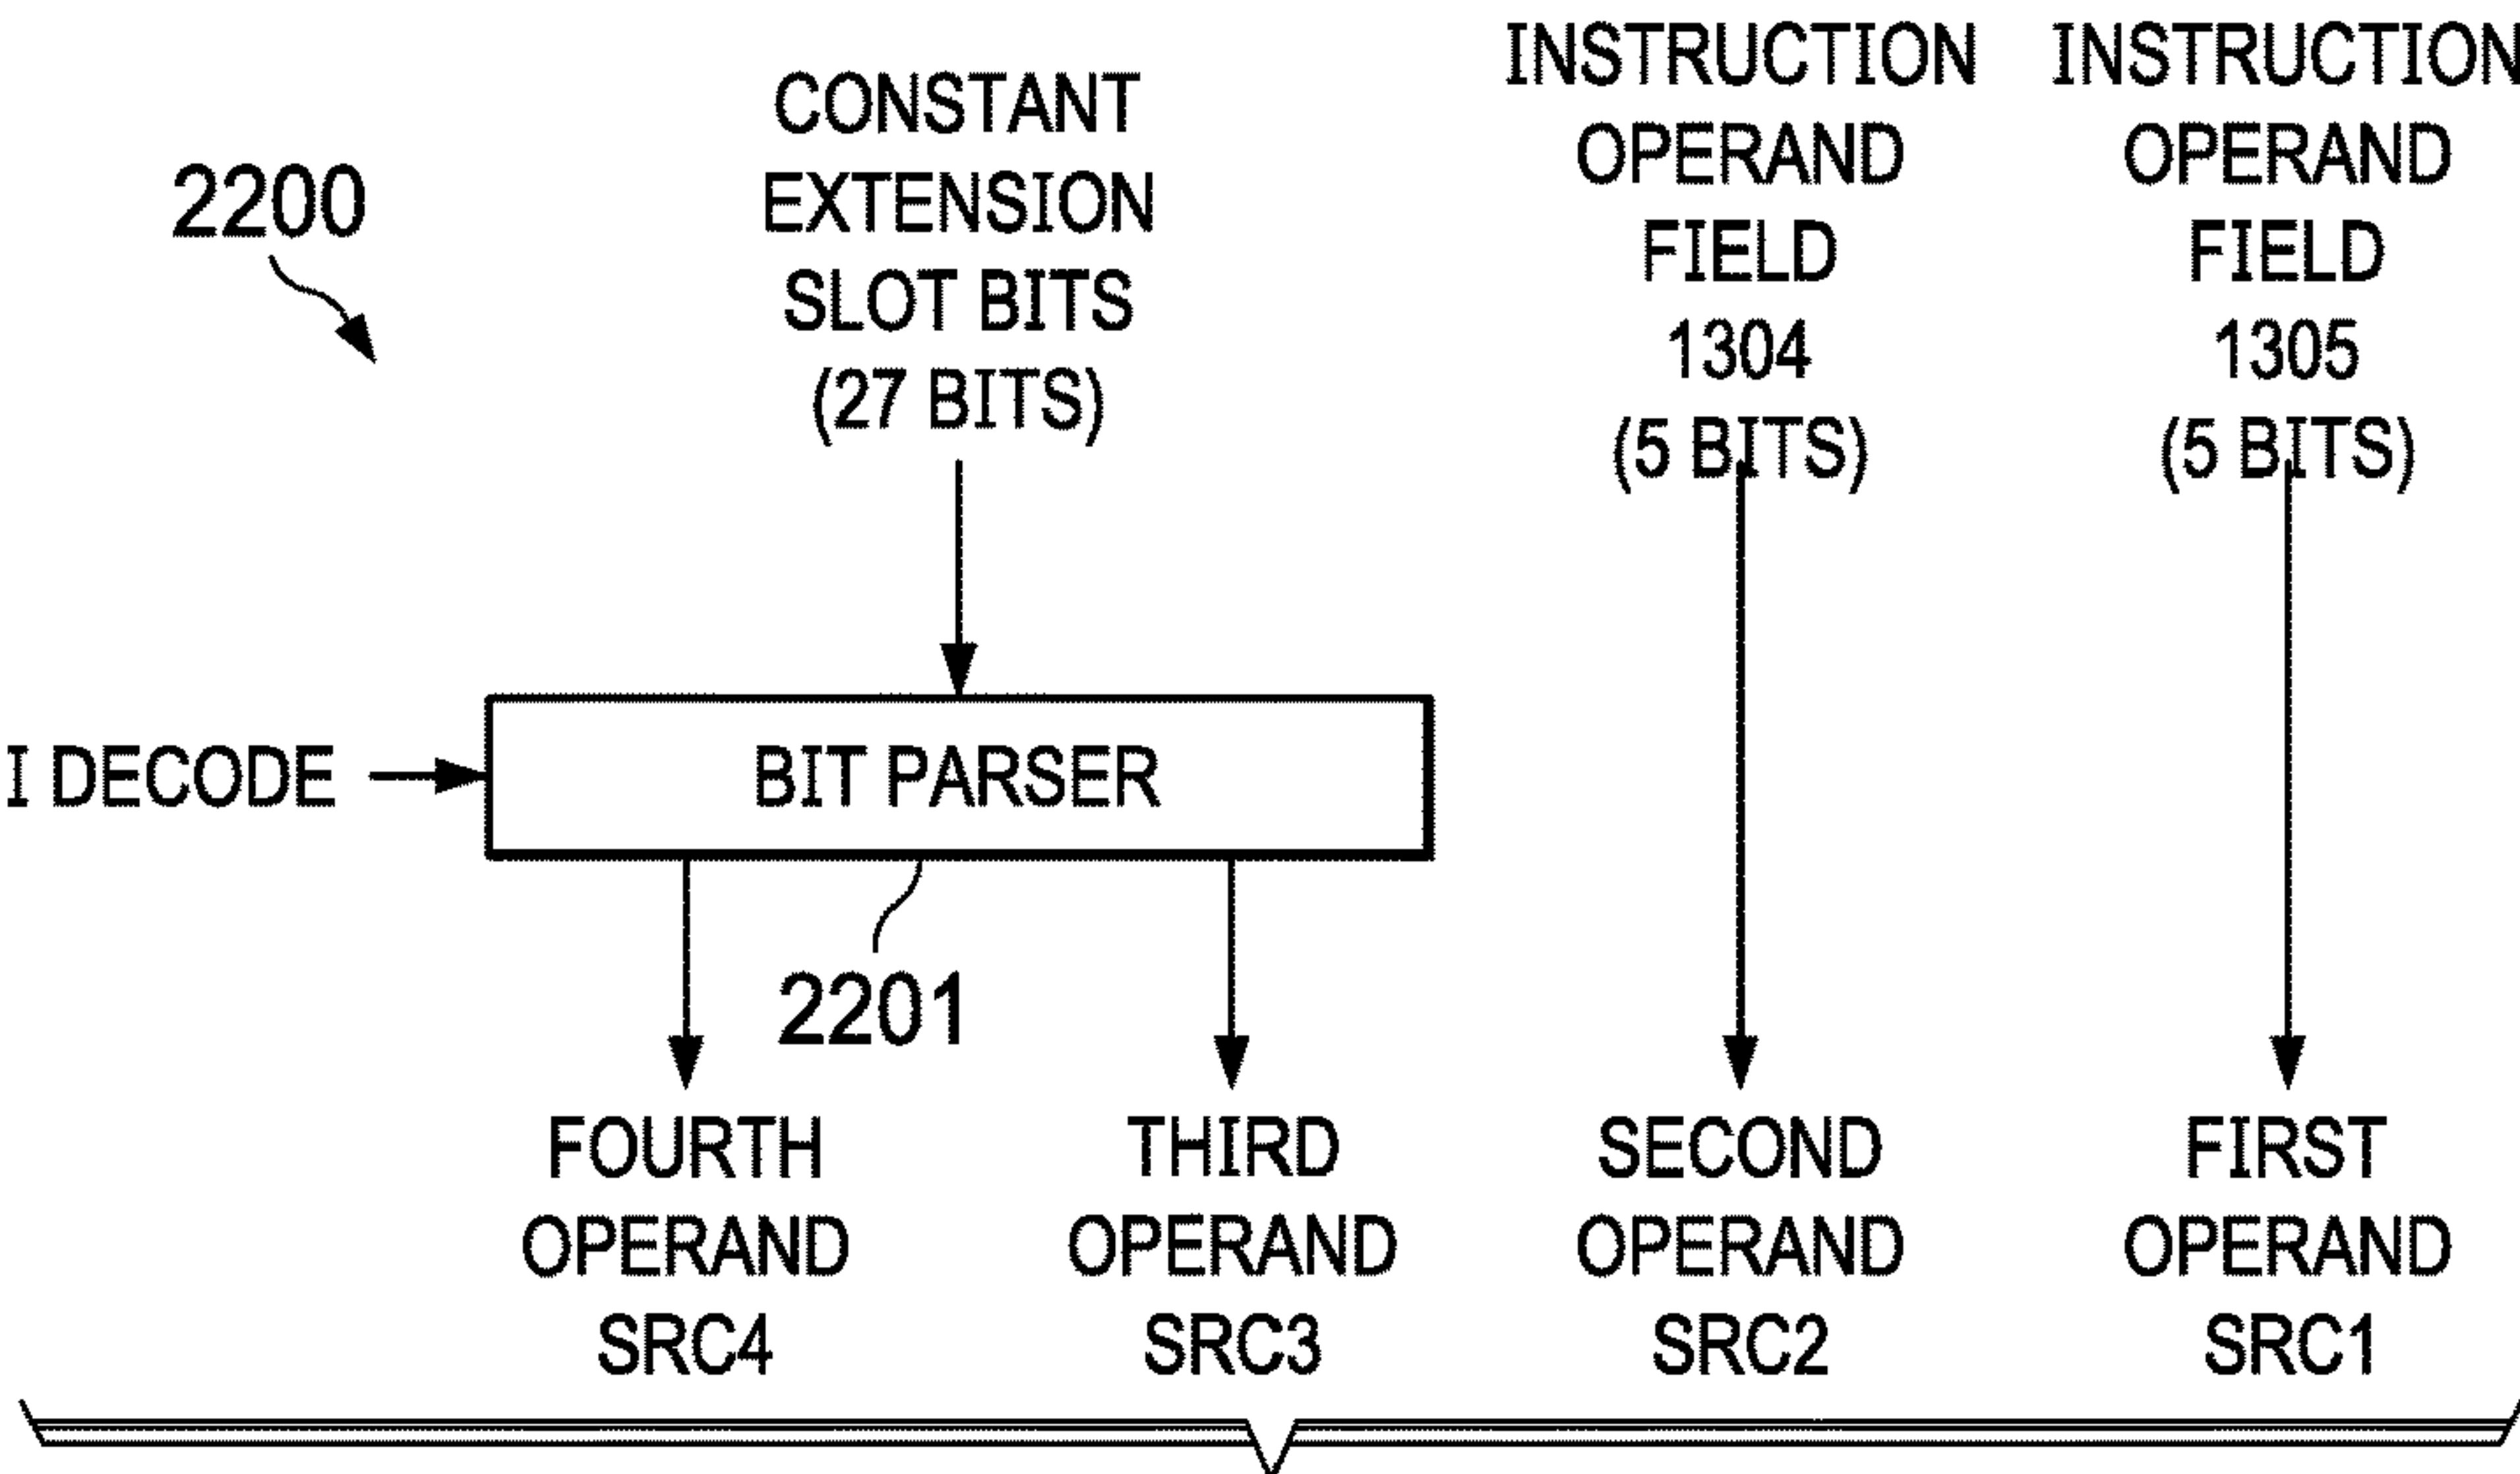 2200
CONSTANT
EXTENSION
SLOT BITS
(27 BITS)
INSTRUCTION
OPERAND
FIELD
1304
(5 BITS)
INSTRUCTION
OPERAND
FIELD
1305
(5 BITS)
I DECODE
BIT PARSER
2201
FOURTH
OPERAND
SRC4
THIRD
OPERAND
SRC3
SECOND
OPERAND
SRC2
FIRST
OPERAND
SRC1